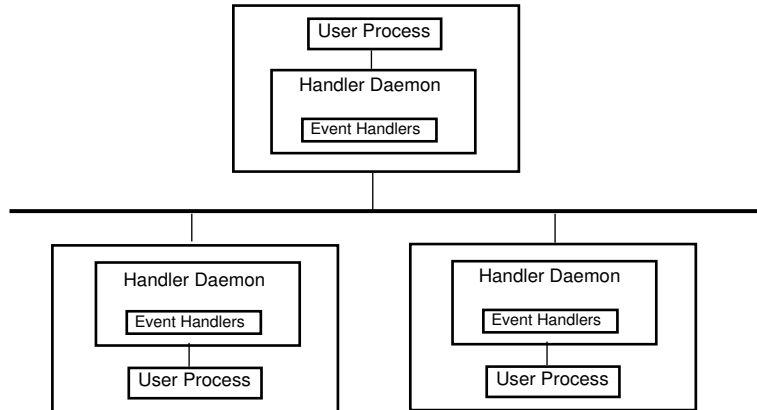 User Process
Handler Daemon
Event Handlers
Handler Daemon
Event Handlers
User Process
Handler Daemon
Event Handlers
User Process